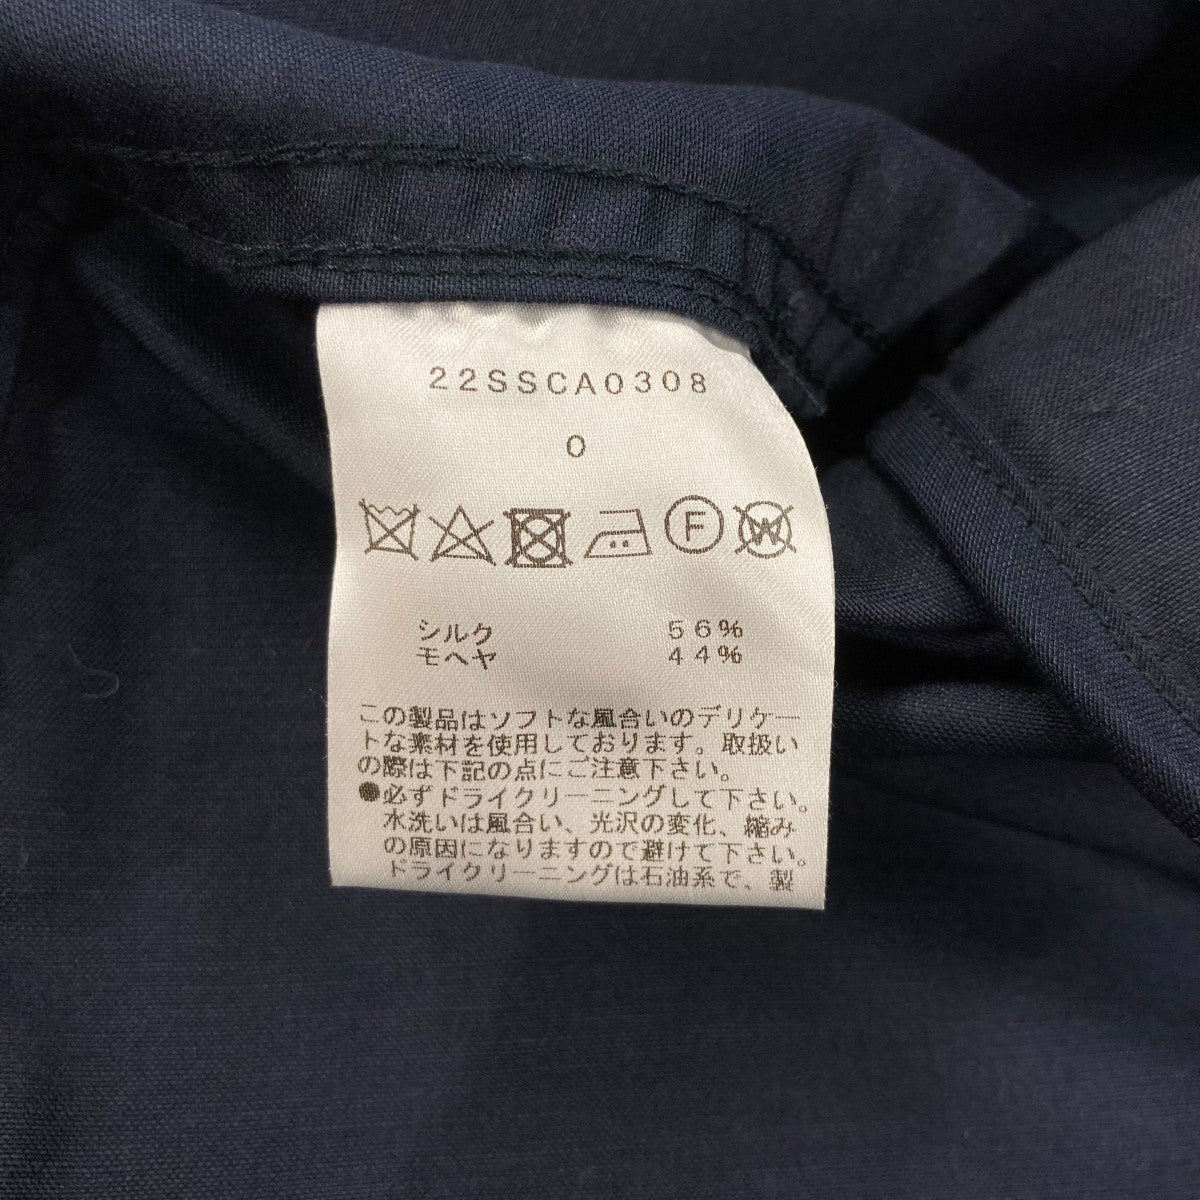 22SSCA0308
0
F W
シルク 56%
モヘヤ 44%
この製品はソフトな風合いのデリケー
トな素材を使用しております。取扱い
の際は下記の点にご注意下さい。
●必ずドライクリーニングして下さい。
水洗いは風合い、光沢の変化、縮み
の原因になりますので避けて下さい。
ドライクリーニングは石油系で、製